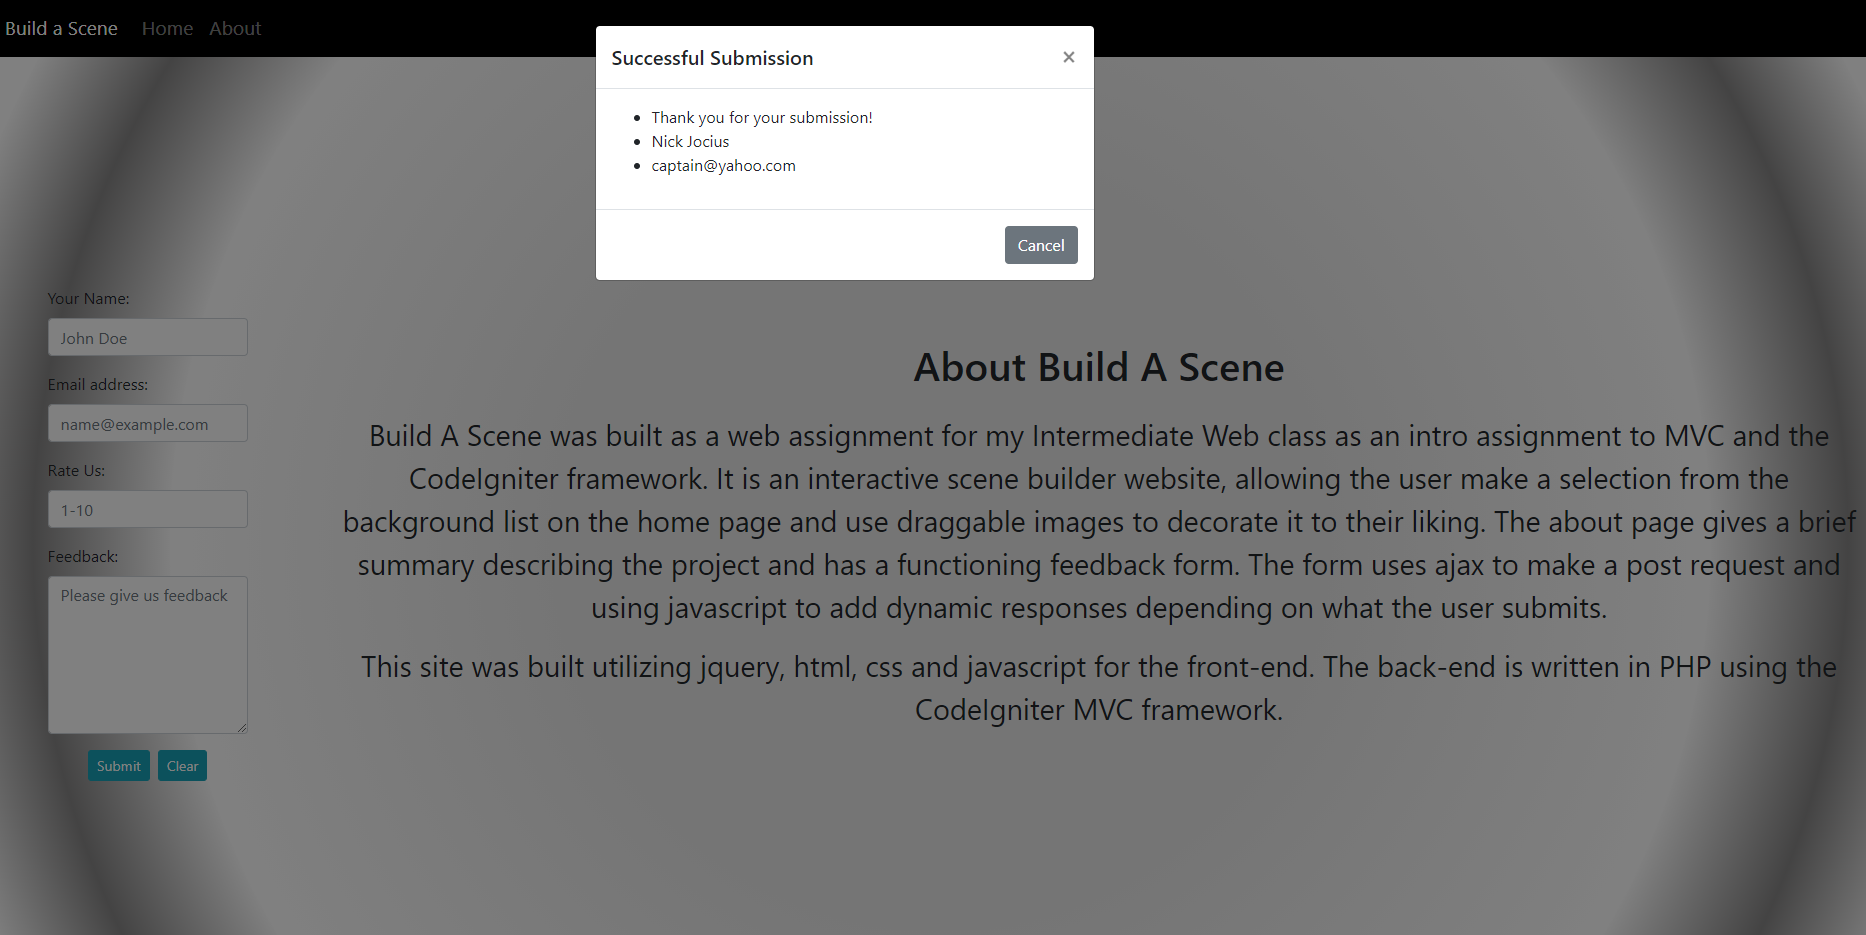 Build a Scene Home About
Successful Submission ×
Thank you for your submission!
Nick Jocius
captain@yahoo.com
Cancel
Your Name:
John Doe
Email address:
name@example.com
Rate Us:
1-10
Feedback:
Please give us feedback
Submit Clear
About Build A Scene
Build A Scene was built as a web assignment for my Intermediate Web class as an intro assignment to MVC and the
CodeIgniter framework. It is an interactive scene builder website, allowing the user make a selection from the
background list on the home page and use draggable images to decorate it to their liking. The about page gives a brief
summary describing the project and has a functioning feedback form. The form uses ajax to make a post request and
using javascript to add dynamic responses depending on what the user submits.
This site was built utilizing jquery, html, css and javascript for the front-end. The back-end is written in PHP using the
CodeIgniter MVC framework.